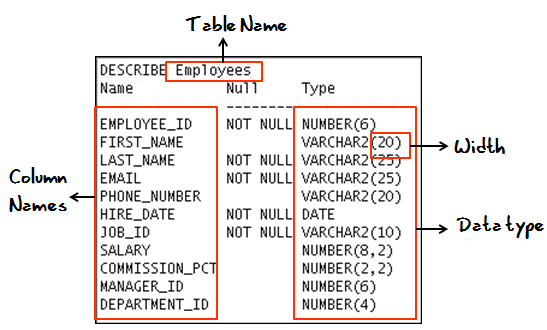 Table Name
DESCRIBE Employees
Name Null Type
EMPLOYEE_ID NOT NULL NUMBER(6)
FIRST_NAME VARCHAR2(20)
LAST_NAME NOT NULL VARCHAR2(25)
EMAIL NOT NULL VARCHAR2(25)
PHONE_NUMBER VARCHAR2(20)
HIRE_DATE NOT NULL DATE
JOB_ID NOT NULL VARCHAR2(10)
SALARY NUMBER(8,2)
COMMISSION_PCT NUMBER(2,2)
MANAGER_ID NUMBER(6)
DEPARTMENT_ID NUMBER(4)
Column
Names
Width
Data type